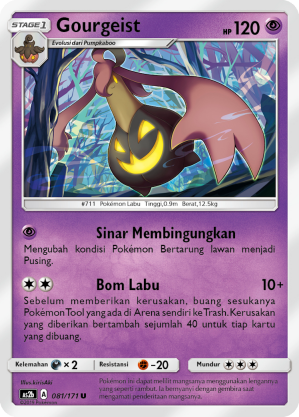 STAGE1
Gourgeist
HP 120
Evolusi dari Pumpkaboo
#711 Pokémon Labu Tinggi,0.9m Berat,12.5kg
Sinar Membingungkan
Mengubah kondisi Pokémon Bertarung lawan menjadi
Pusing.
Bom Labu 10+
Sebelum memberikan kerusakan, buang sesukanya
Pokémon Tool yang ada di Arena sendiri ke Trash. Kerusakan
yang diberikan bertambah sejumlah 40 untuk tiap kartu
yang dibuang.
Kelemahan ×2 Resistansi -20 Mundur
as2b A 081/171 U